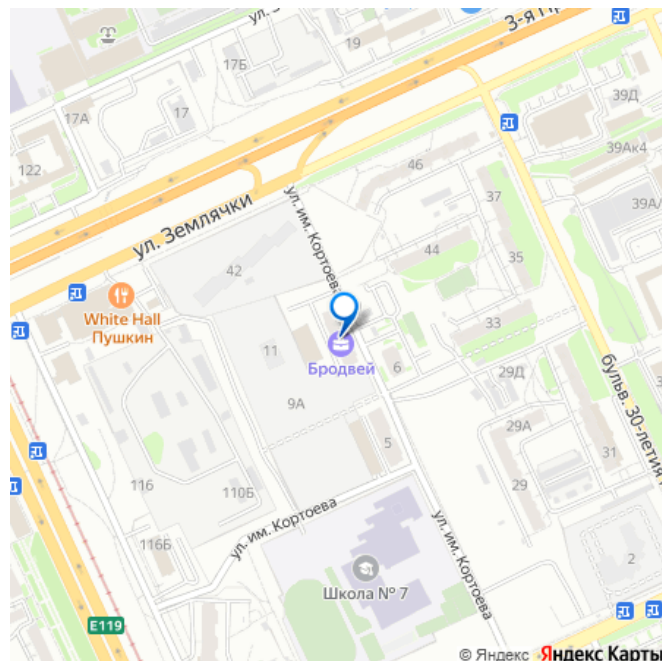 ул. З
3-я П
17Б
19
17А
17
122
39Д
39Ак4
46
39А/
37
ул. Землячки
ул. им. Кортоева
44
35
42
White Hall
Пушкин
33
11
Бродвей
6
29Д
бульв. 30-летия
9А
29А
5
31
116
110Б
29
ул. им. Кортоева
ул. им. Кортоева
116Б
2
Школа № 7
E119
© Яндекс Яндекс Карты